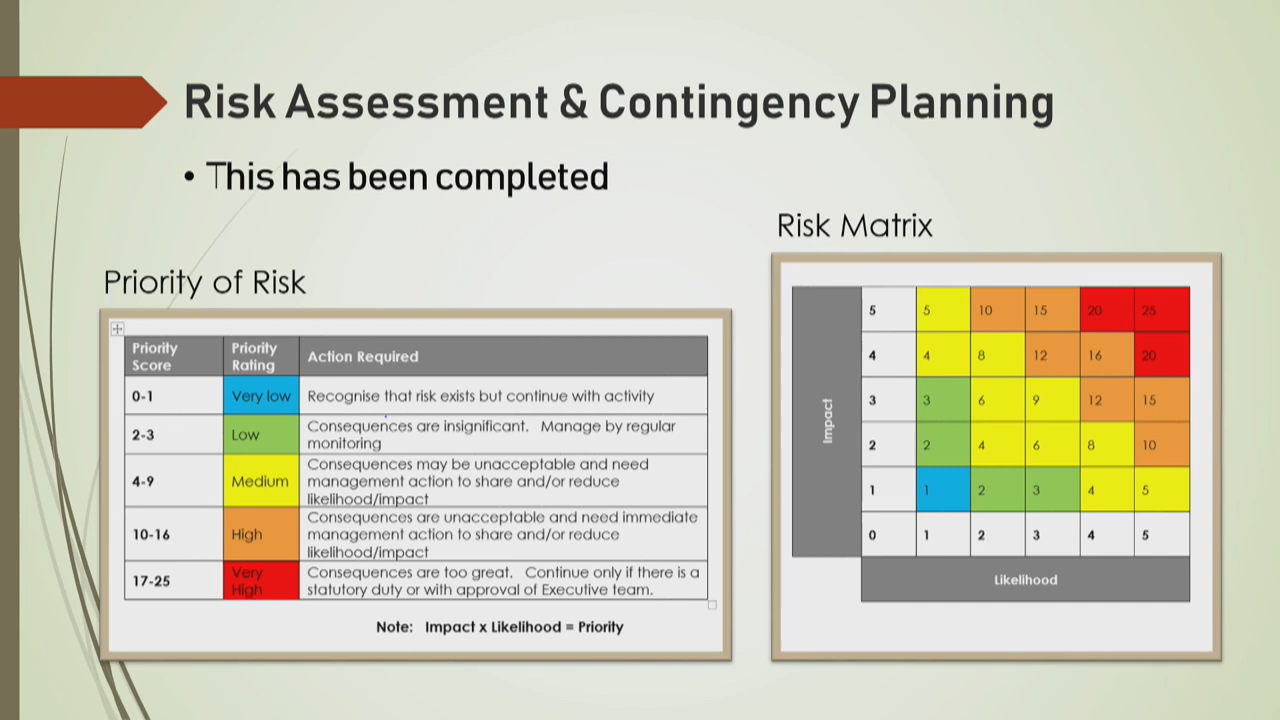 Risk Assessment & Contingency Planning
• This has been completed
Risk Matrix
Priority of Risk
Priority Score
Priority Rating
Action Required
0-1
Very low
Recognise that risk exists but continue with activity
2-3
Low
Consequences are insignificant. Manage by regular
monitoring
4-9
Medium
Consequences may be unacceptable and need
management action to share and/or reduce
likelihood/impact
10-16
High
Consequences are unacceptable and need immediate
management action to share and/or reduce
likelihood/impact
17-25
Very High
Consequences are too great. Continue only if there is a
statutory duty or with approval of Executive team.
Note: Impact x Likelihood = Priority
Impact
5 5 10 15 20 25
4 4 8 12 16 20
3 3 6 9 12 15
2 2 4 6 8 10
1 1 2 3 4 5
0 1 2 3 4 5
Likelihood